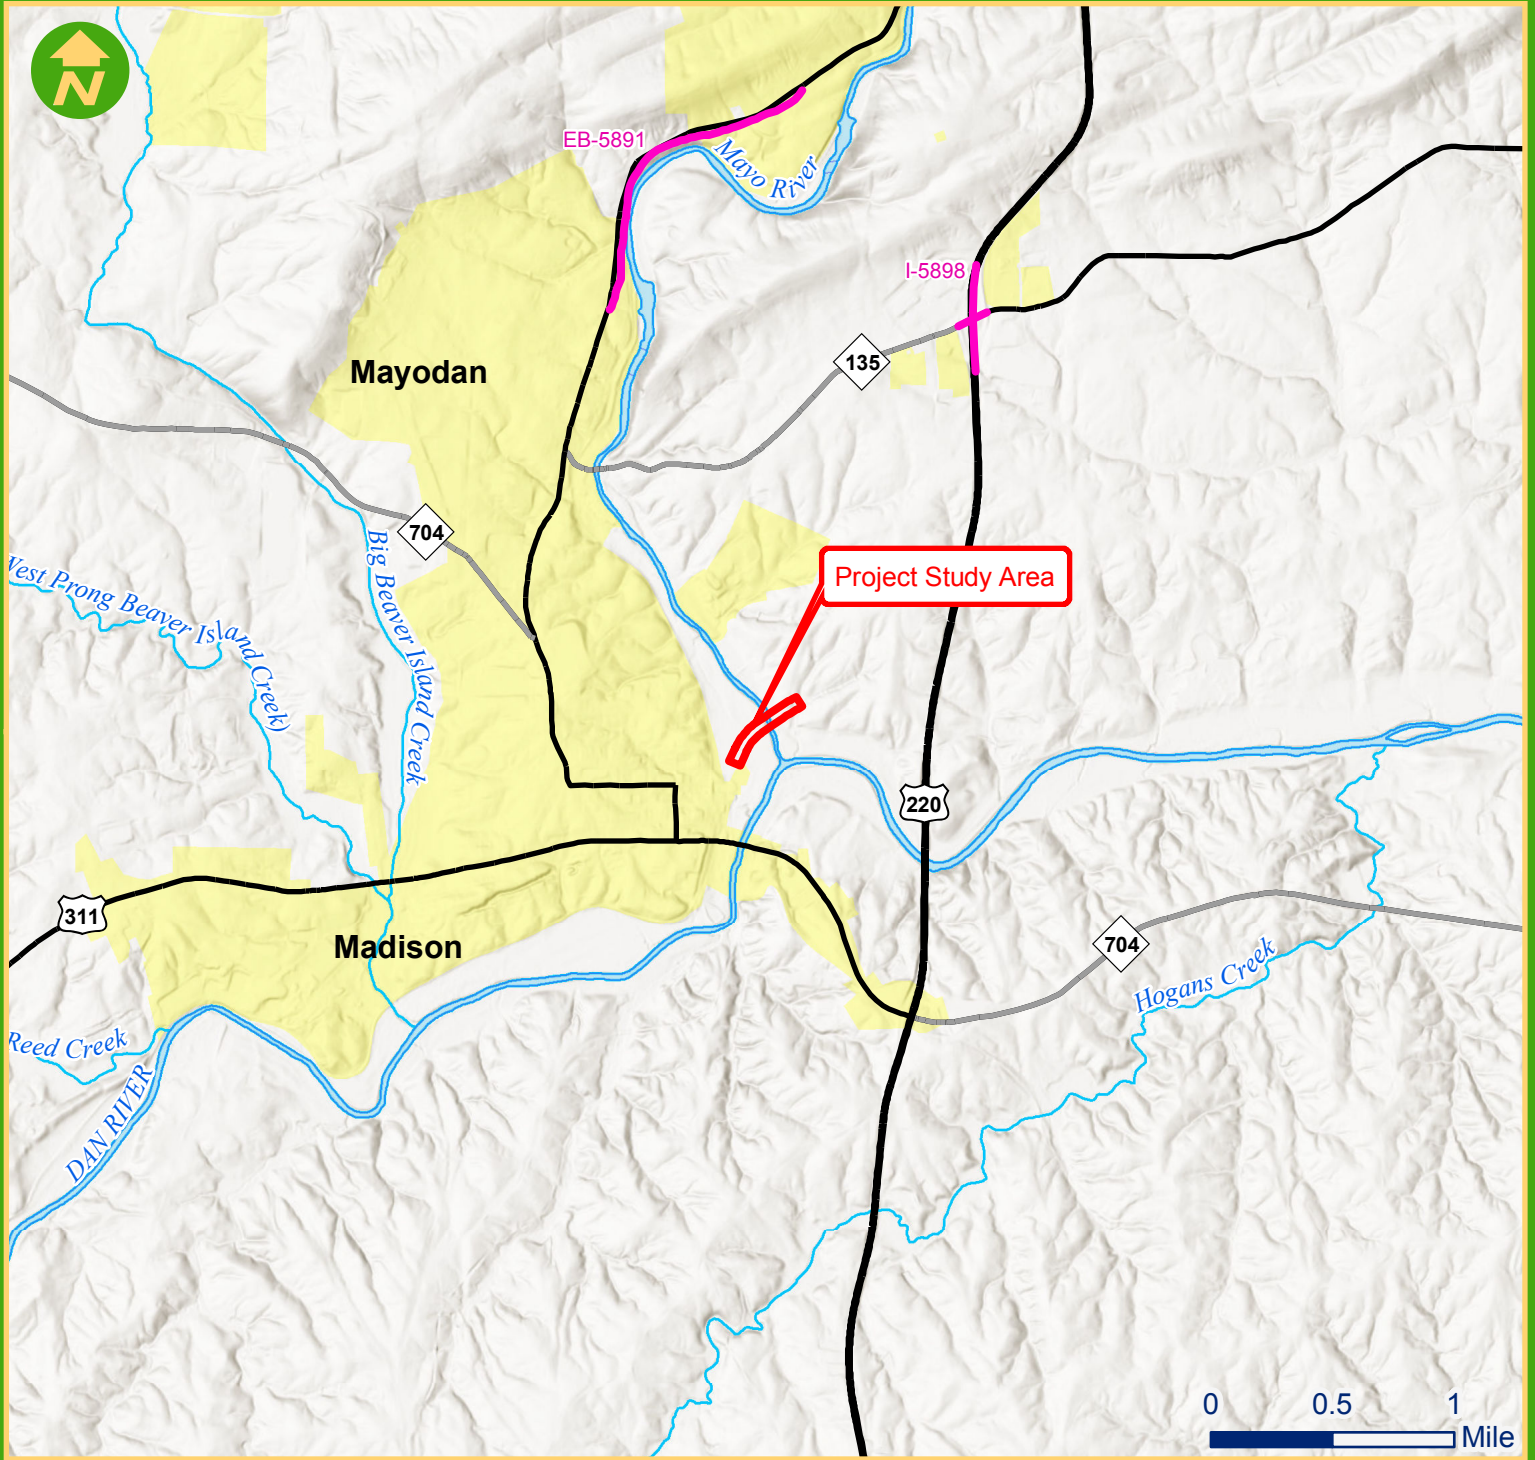 N
EB-5891
Mayo River
I-5898
135
Mayodan
704
Project Study Area
West Prong Beaver Island Creek)
Big Beaver Island Creek
220
311
Madison
704
Hogans Creek
Reed Creek
DAN RIVER
0 0.5 1
Mile